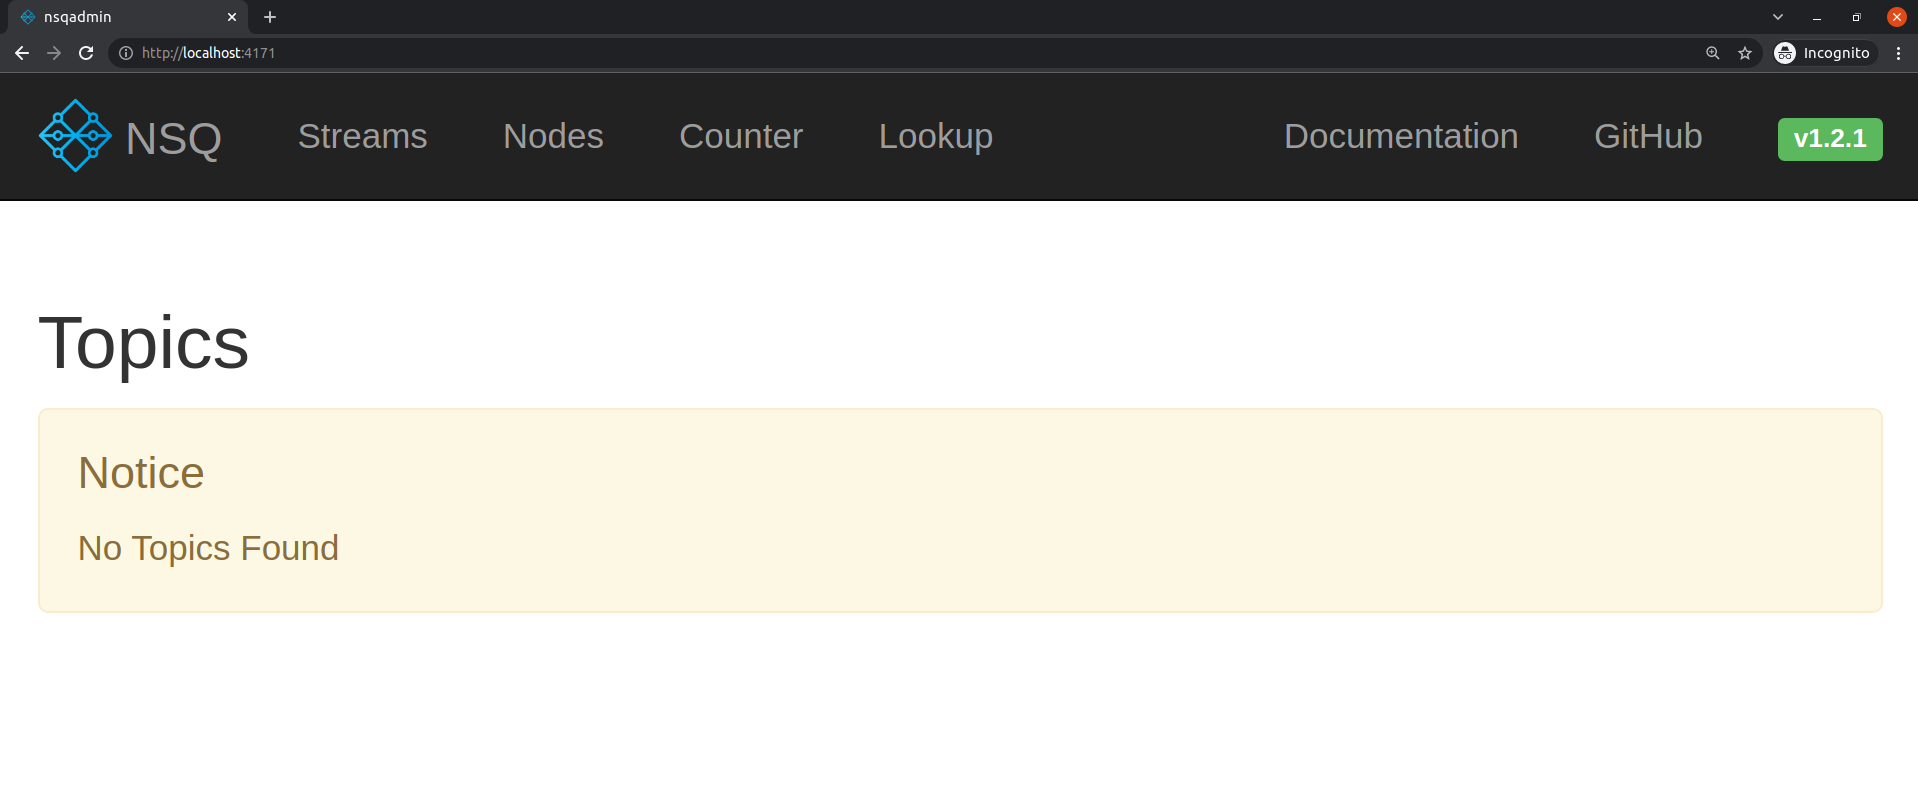 nsqadmin
http://localhost:4171
Incognito
NSQ Streams Nodes Counter Lookup Documentation GitHub v1.2.1
Topics
Notice
No Topics Found